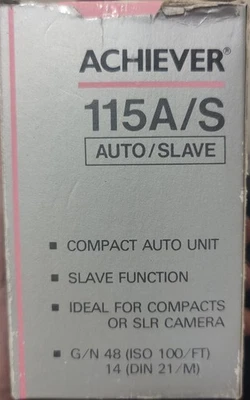 ACHIEVER®
115A/S
AUTO/SLAVE
■ COMPACT AUTO UNIT
■ SLAVE FUNCTION
■ IDEAL FOR COMPACTS
OR SLR CAMERA
■ G/N 48 (ISO 100/FT)
14 (DIN 21/M)